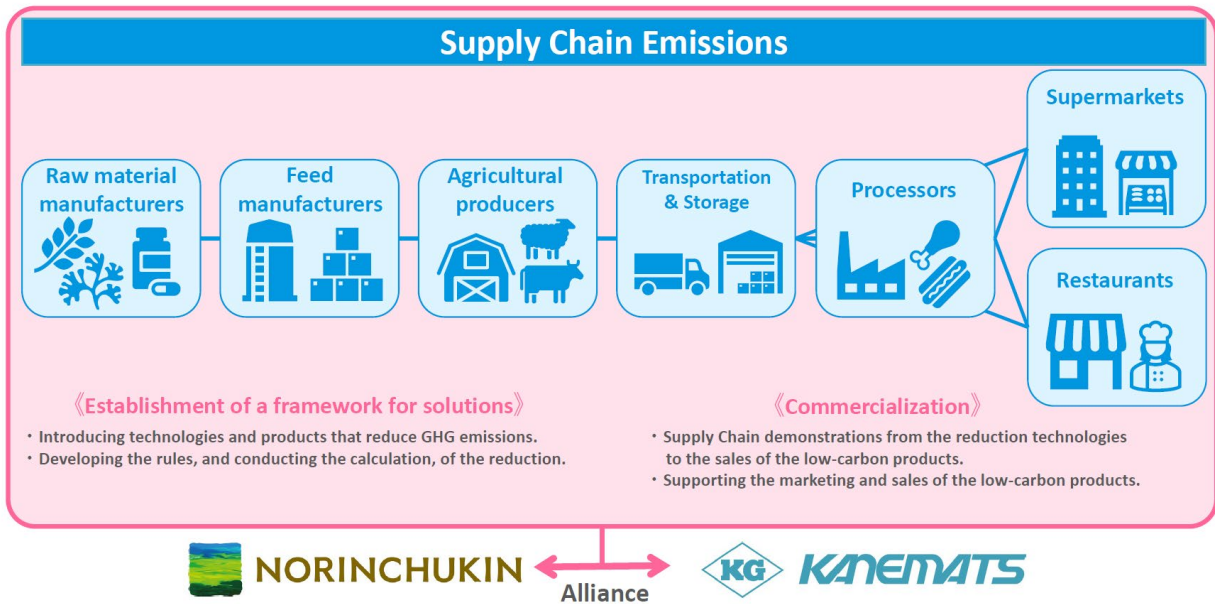 Supply Chain Emissions
Raw material
manufacturers
Feed
manufacturers
Agricultural
producers
Transportation
& Storage
Processors
Supermarkets
Restaurants
《Establishment of a framework for solutions》
・Introducing technologies and products that reduce GHG emissions.
・Developing the rules, and conducting the calculation, of the reduction.
《Commercialization》
・Supply Chain demonstrations from the reduction technologies
to the sales of the low-carbon products.
・Supporting the marketing and sales of the low-carbon products.
NORINCHUKIN
Alliance
KG
KANEMATS